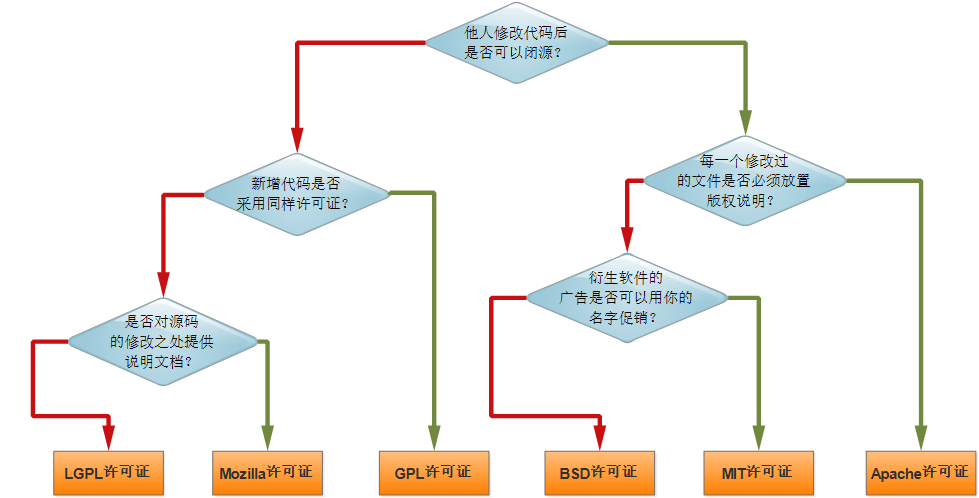 他人修改代码后
是否可以闭源？
每一个修改过
的文件是否必须放置
版权说明？
新增代码是否
采用同样许可证？
衍生软件的
广告是否可以用你的
名字促销？
是否对源码
的修改之处提供
说明文档？
LGPL许可证
Mozilla许可证
GPL许可证
BSD许可证
MIT许可证
Apache许可证